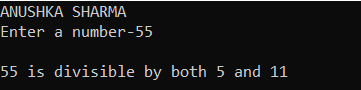 ANUSHKA SHARMA
Enter a number-55
55 is divisible by both 5 and 11